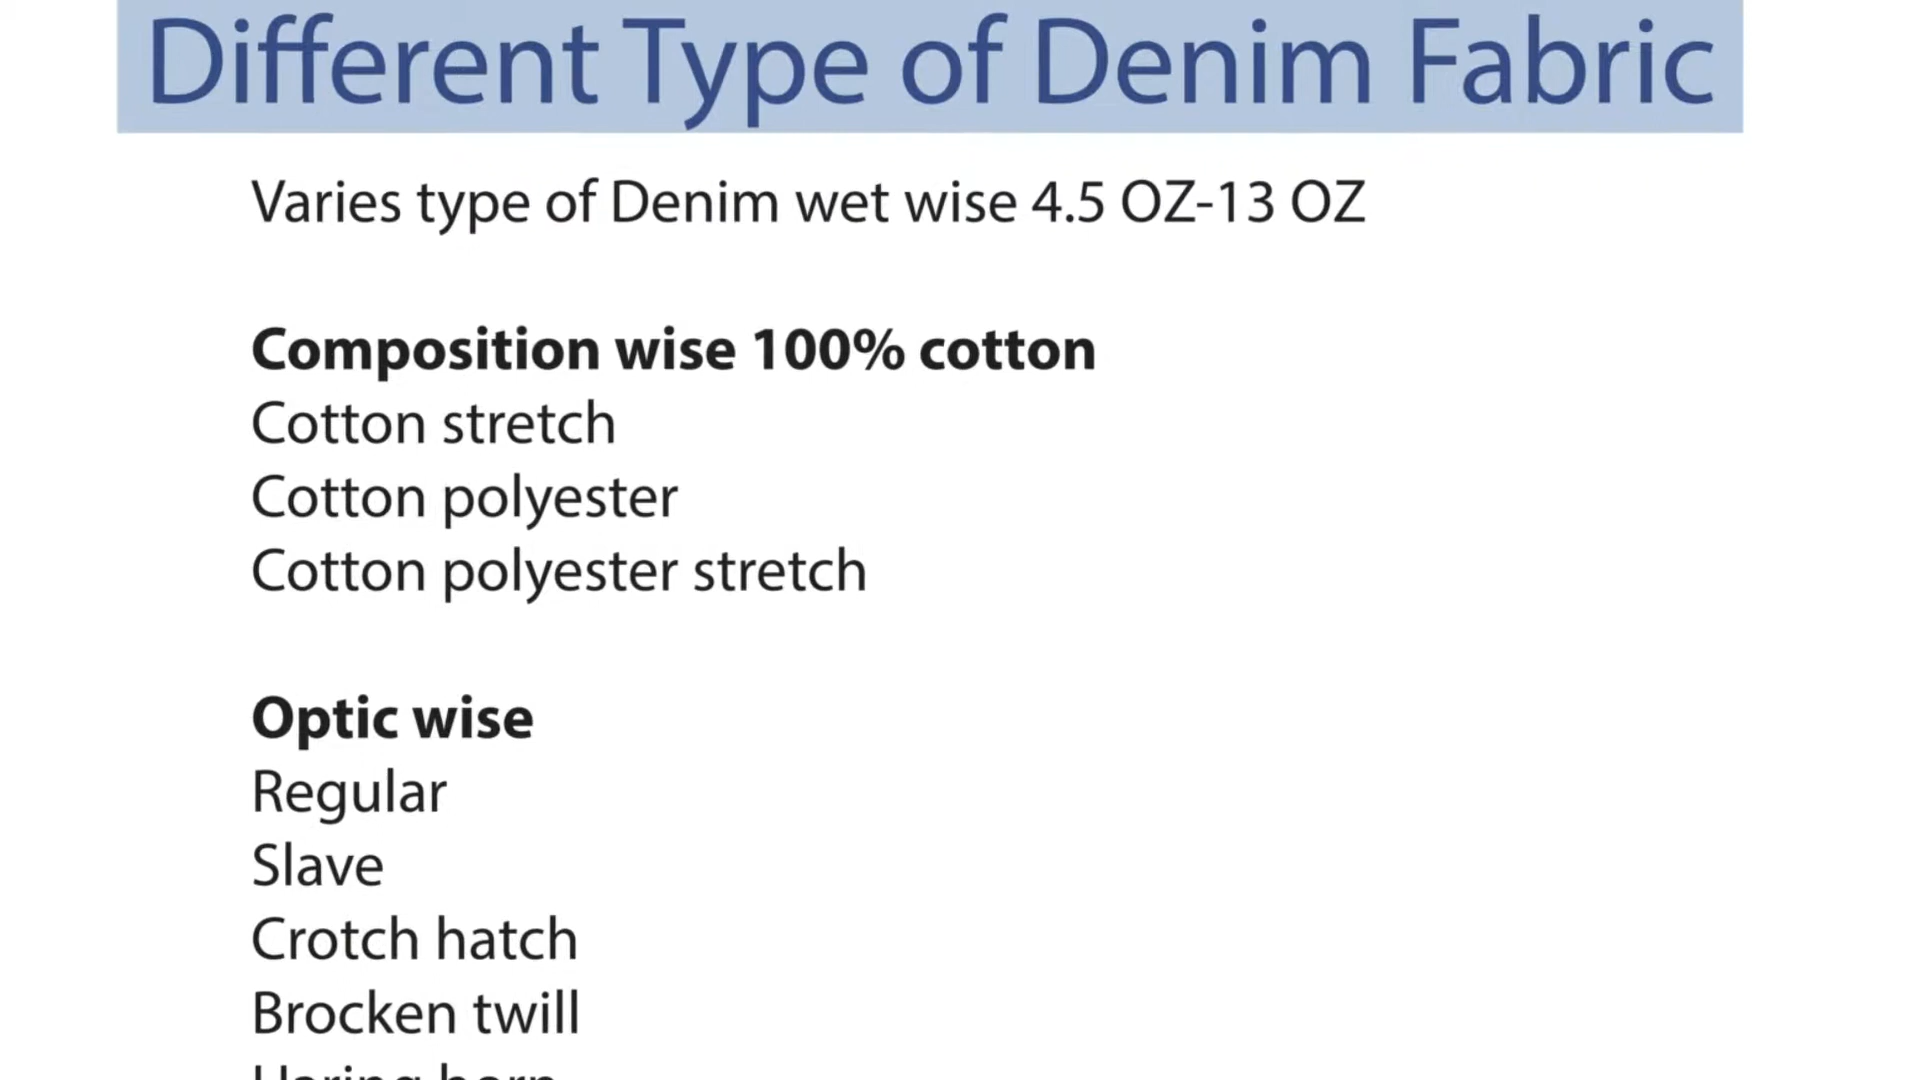 Different Type of Denim Fabric
Varies type of Denim wet wise 4.5 OZ-13 OZ
Composition wise 100% cotton
Cotton stretch
Cotton polyester
Cotton polyester stretch
Optic wise
Regular
Slave
Crotch hatch
Brocken twill